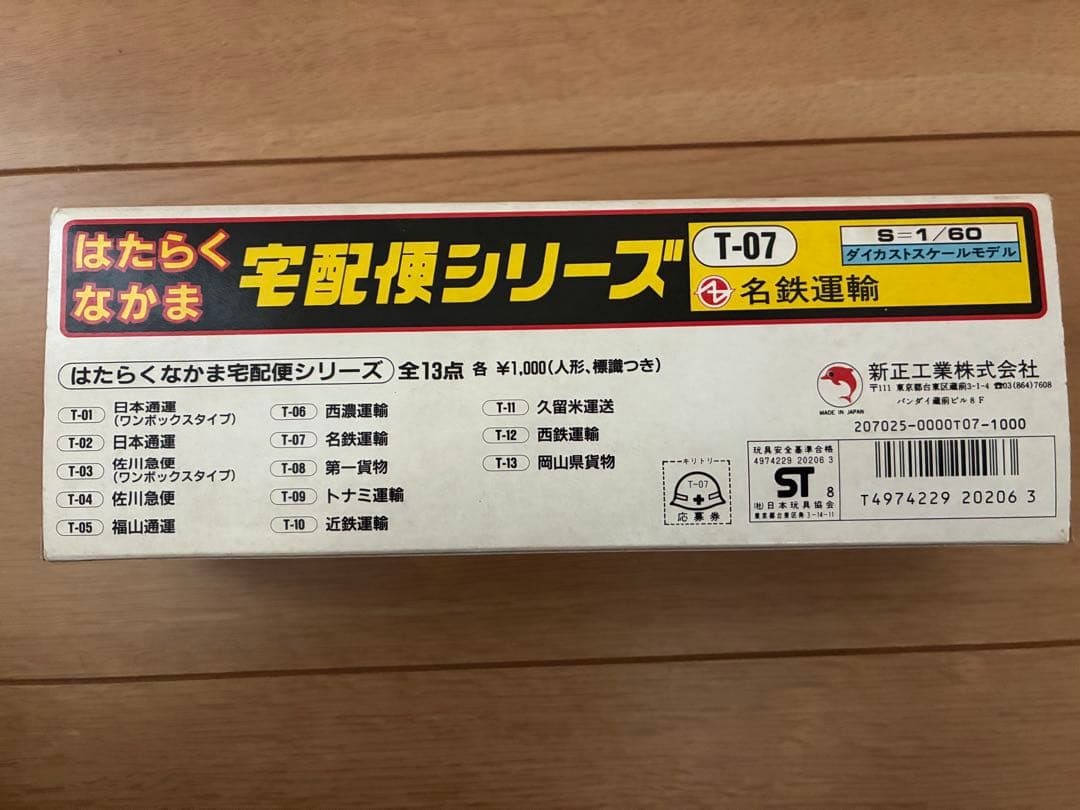 はたらく
なかま
宅配便シリーズ
T-07
名鉄運輸
S=1/60
ダイカストスケールモデル
はたらくなかま宅配便シリーズ 全13点 各 ¥1,000(人形、標識つき)
T-01 日本通運
(ワンボックスタイプ)
T-02 日本通運
T-03 佐川急便
(ワンボックスタイプ)
T-04 佐川急便
T-05 福山通運
T-06 西濃運輸
T-07 名鉄運輸
T-08 第一貨物
T-09 トナミ運輸
T-10 近鉄運輸
T-11 久留米運送
T-12 西鉄運輸
T-13 岡山県貨物
キリトリ
T-07
応募券
MADE IN JAPAN
新正工業株式会社
〒111 東京都台東区蔵前3-1-4 ☎03(864)7608
バンダイ蔵前ビル8F
207025-0000T07-1000
玩具安全基準合格
4974229 20206 3
ST 8
(社)日本玩具協会
東京都台東区寿3-14-11
T4974229 20206 3